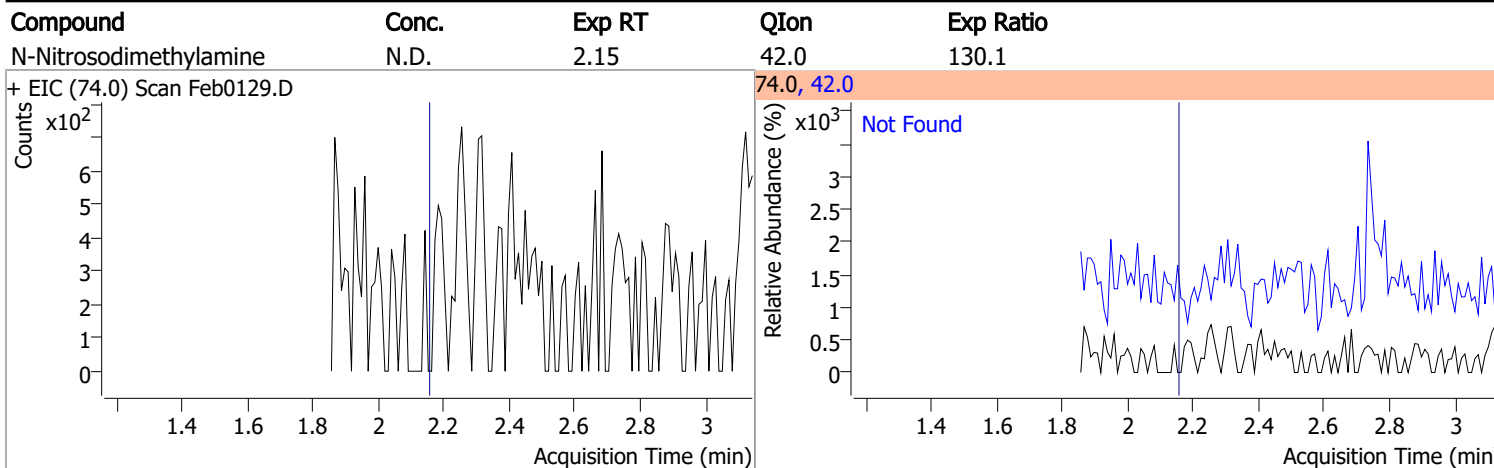 Compound Conc. Exp RT QIon Exp Ratio
N-Nitrosodimethylamine N.D. 2.15 42.0 130.1
+ EIC (74.0) Scan Feb0129.D
Counts
x10²
6
5
4
3
2
1
0
1.4 1.6 1.8 2 2.2 2.4 2.6 2.8 3
Acquisition Time (min)
74.0, 42.0
Relative Abundance (%)
x10³
Not Found
3
2.5
2
1.5
1
0.5
0
1.4 1.6 1.8 2 2.2 2.4 2.6 2.8 3
Acquisition Time (min